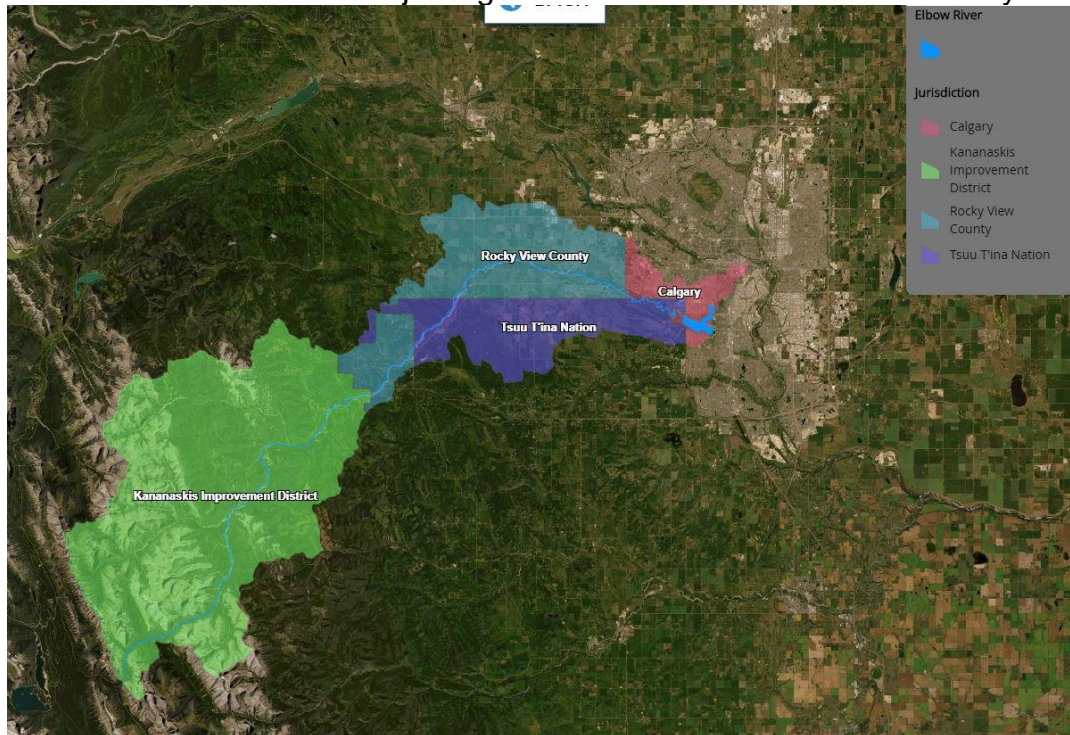 Elbow River
Jurisdiction
Calgary
Kananaskis
Improvement
District
Rocky View
County
Tsuu T'ina Nation
Rocky View County
Calgary
Tsuu T'ina Nation
Kananaskis Improvement District